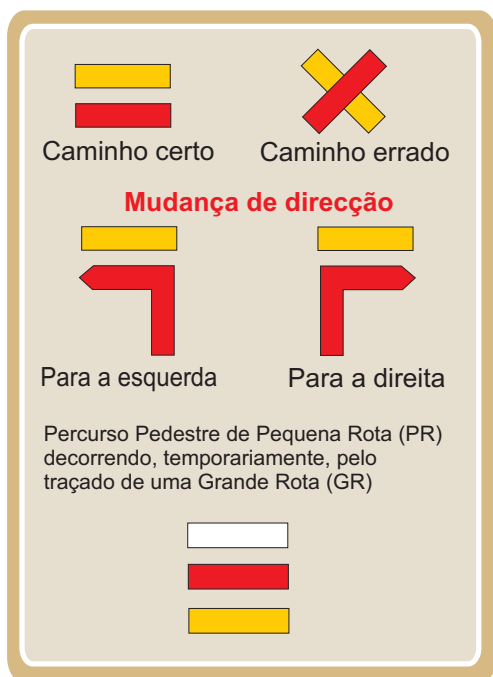 Caminho certo
Caminho errado
Mudança de direcção
Para a esquerda
Para a direita
Percurso Pedestre de Pequena Rota (PR)
decorrendo, temporariamente, pelo
traçado de uma Grande Rota (GR)